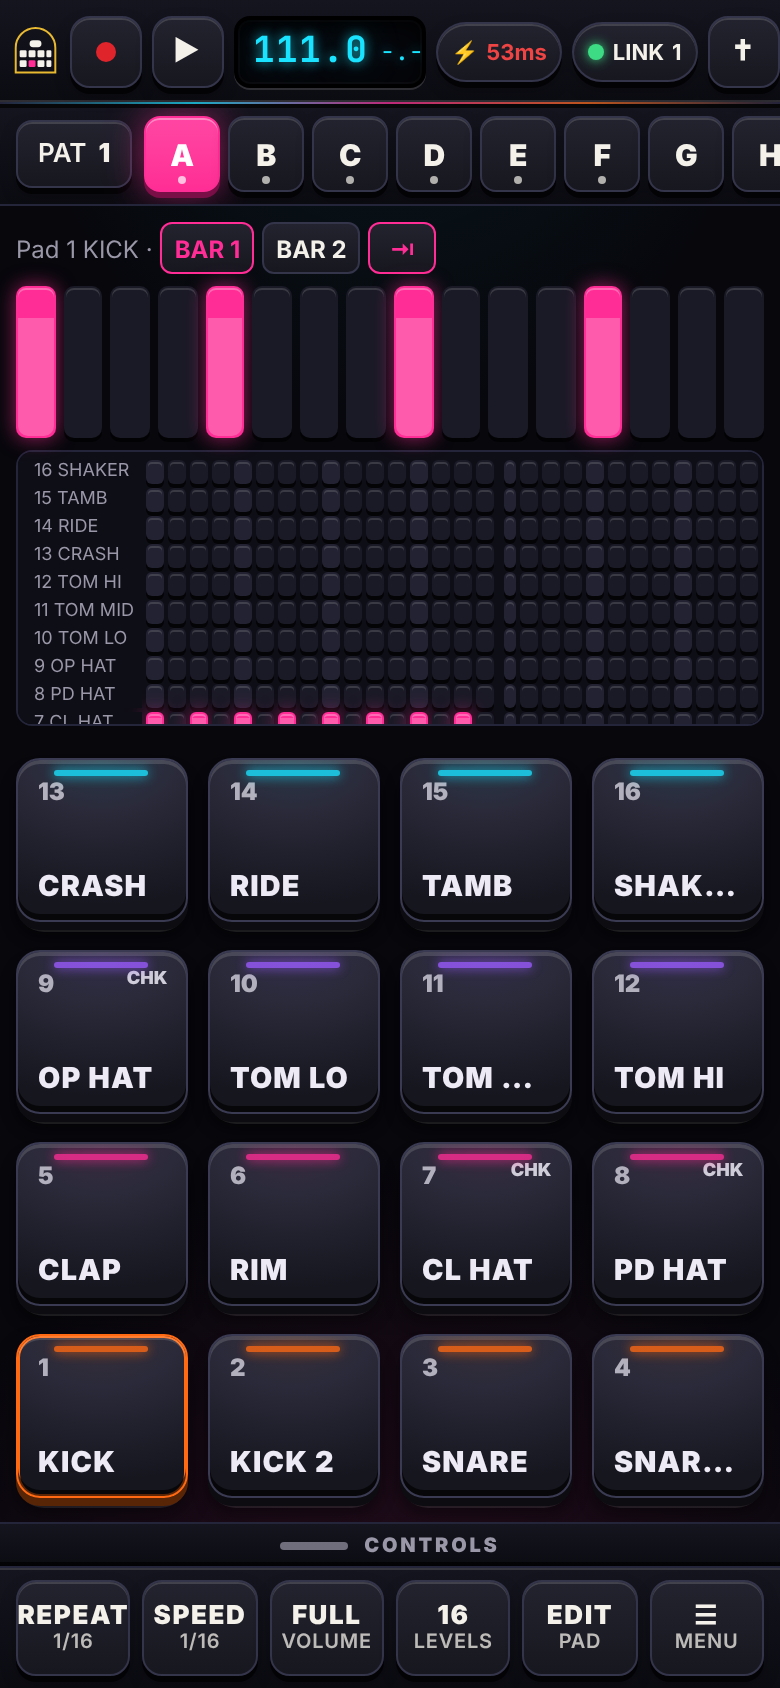 111.0 -.-
⚡ 53ms
LINK 1
PAT 1
A B C D E F G H
Pad 1 KICK · BAR 1 BAR 2 ⇥
16 SHAKER
15 TAMB
14 RIDE
13 CRASH
12 TOM HI
11 TOM MID
10 TOM LO
9 OP HAT
8 PD HAT
7 CL HAT
13
CRASH
14
RIDE
15
TAMB
16
SHAK...
9 CHK
OP HAT
10
TOM LO
11
TOM ...
12
TOM HI
5
CLAP
6
RIM
7 CHK
CL HAT
8 CHK
PD HAT
1
KICK
2
KICK 2
3
SNARE
4
SNAR...
CONTROLS
REPEAT
1/16
SPEED
1/16
FULL
VOLUME
16
LEVELS
EDIT
PAD
☰
MENU